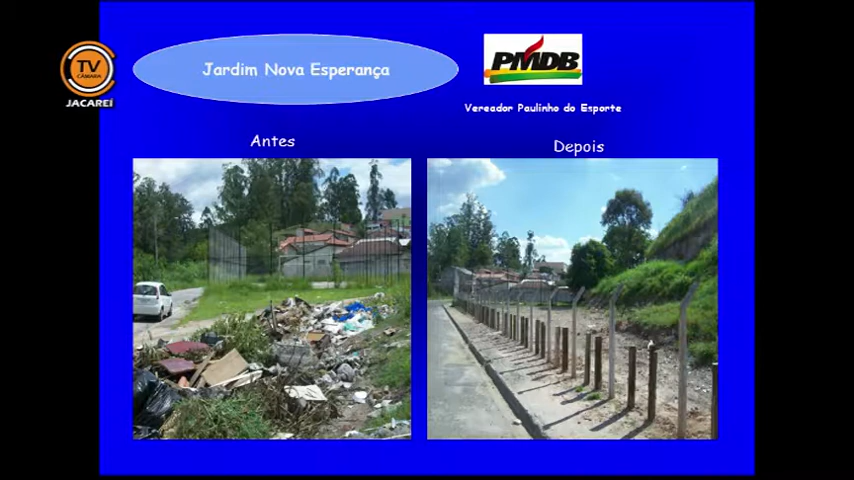 TV
CÂMARA
JACAREÍ
Jardim Nova Esperança
PMDB
Vereador Paulinho do Esporte
Antes
Depois